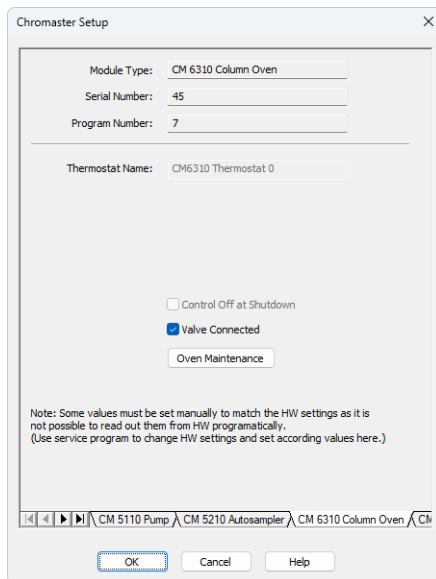 Chromaster Setup
Module Type: CM 6310 Column Oven
Serial Number: 45
Program Number: 7
Thermostat Name: CM6310 Thermostat 0
Control Off at Shutdown
Valve Connected
Oven Maintenance
Note: Some values must be set manually to match the HW settings as it is
not possible to read out them from HW programatically.
(Use service program to change HW settings and set according values here.)
CM 5110 Pump CM 5210 Autosampler CM 6310 Column Oven CM
OK Cancel Help